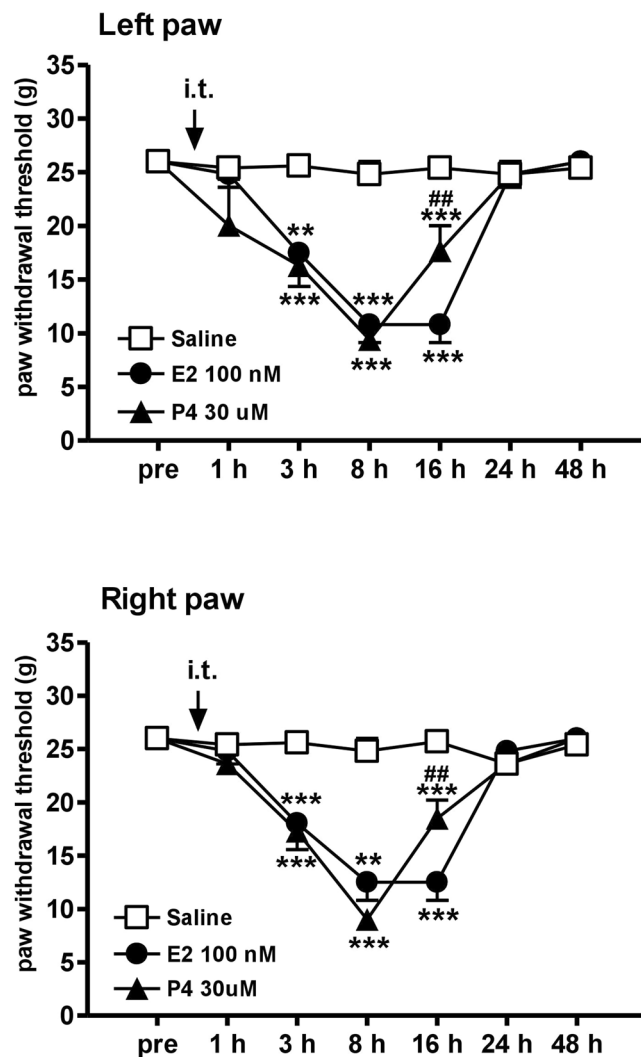 Left paw
paw withdrawal threshold (g)
35
30
25
20
15
10
5
0
i.t.
**
***
***
***
##
***
***
Saline
E2 100 nM
P4 30 uM
pre 1 h 3 h 8 h 16 h 24 h 48 h
Right paw
paw withdrawal threshold (g)
35
30
25
20
15
10
5
0
i.t.
***
***
**
***
##
***
***
Saline
E2 100 nM
P4 30uM
pre 1 h 3 h 8 h 16 h 24 h 48 h